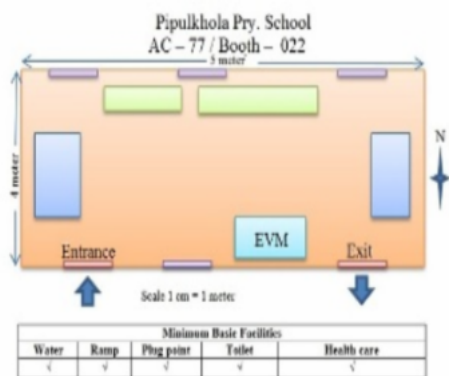 Pipulkhola Pry. School
AC – 77 / Booth – 022
5 meter
4 meter
N
EVM
Entrance
Exit
Scale 1 cm = 1 meter
Minimum Basic Facilities
Water Ramp Plug point Toilet Health care
√ √ √ √ √